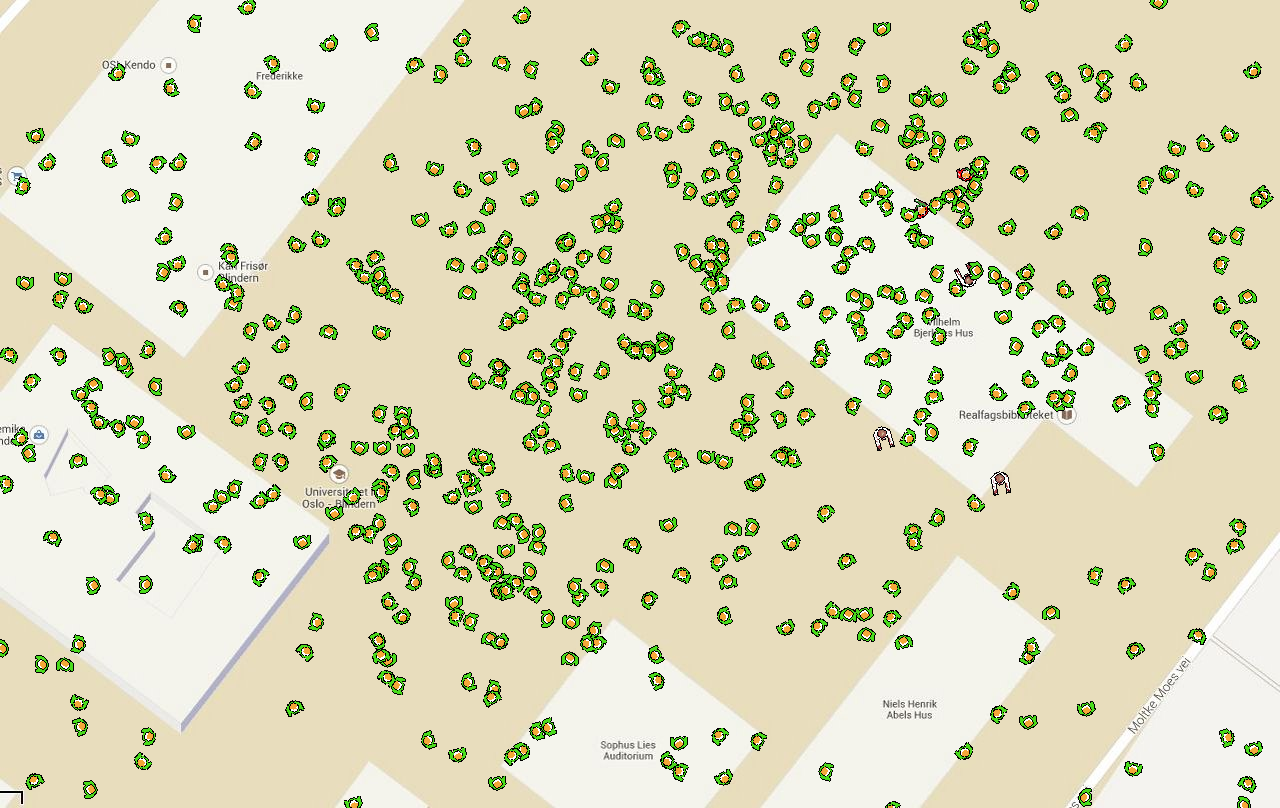 OSI Kendo
Frederikke
Karl Frisør
Blindern
Vilhelm
Bjerknes Hus
Realfagsbiblioteket
Universitetet i
Oslo - Blindern
Niels Henrik
Abels Hus
Sophus Lies
Auditorium
Moltke Moes vei